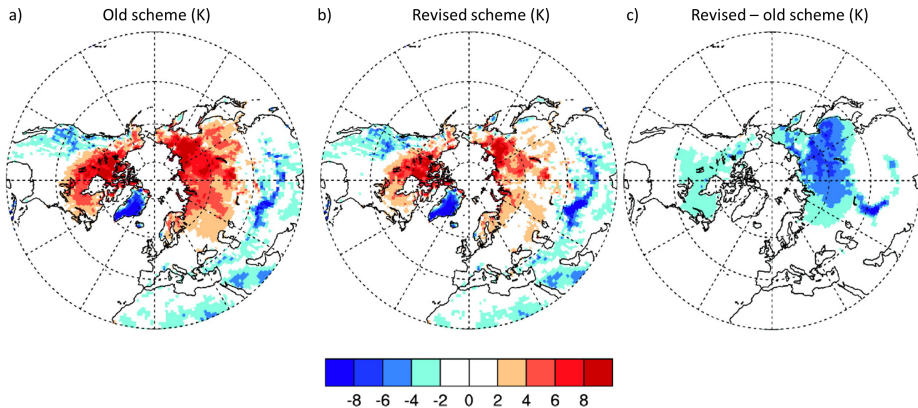 a) Old scheme (K)
b) Revised scheme (K)
c) Revised – old scheme (K)
-8 -6 -4 -2 0 2 4 6 8